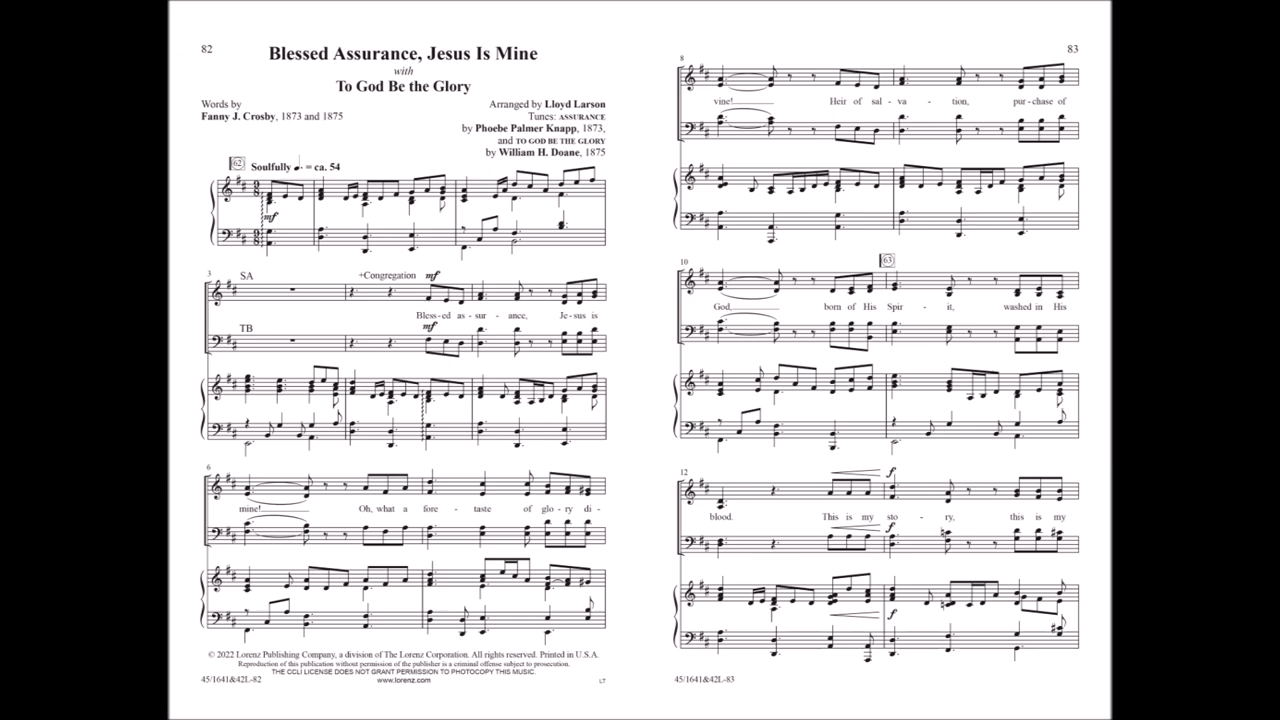 82
Blessed Assurance, Jesus Is Mine
with
To God Be the Glory
Words by
Fanny J. Crosby, 1873 and 1875
Arranged by Lloyd Larson
Tunes: ASSURANCE
by Phoebe Palmer Knapp, 1873,
and TO GOD BE THE GLORY
by William H. Doane, 1875
62 Soulfully ♩. = ca. 54
mf
3 SA +Congregation mf
Bless-ed as - sur - ance, Je - sus is
TB mf
6
mine! Oh, what a fore - taste of glo - ry di -
© 2022 Lorenz Publishing Company, a division of The Lorenz Corporation. All rights reserved. Printed in U.S.A.
Reproduction of this publication without permission of the publisher is a criminal offense subject to prosecution.
THE CCLI LICENSE DOES NOT GRANT PERMISSION TO PHOTOCOPY THIS MUSIC.
www.lorenz.com
45/1641&42L-82
LT
83
8
vine! Heir of sal - va - tion, pur - chase of
10 63
God, born of His Spir - it, washed in His
12 f
blood. This is my sto - ry, this is my
f
f
45/1641&42L-83